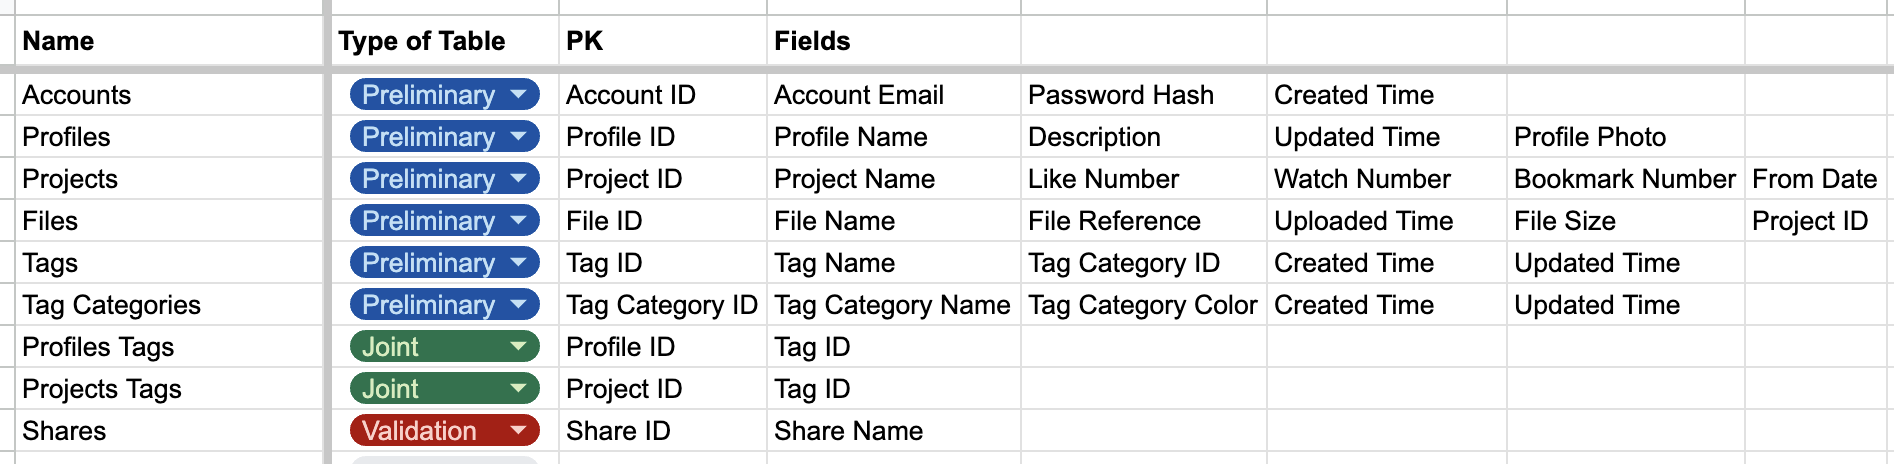 Name Type of Table PK Fields
Accounts Preliminary Account ID Account Email Password Hash Created Time
Profiles Preliminary Profile ID Profile Name Description Updated Time Profile Photo
Projects Preliminary Project ID Project Name Like Number Watch Number Bookmark Number From Date
Files Preliminary File ID File Name File Reference Uploaded Time File Size Project ID
Tags Preliminary Tag ID Tag Name Tag Category ID Created Time Updated Time
Tag Categories Preliminary Tag Category ID Tag Category Name Tag Category Color Created Time Updated Time
Profiles Tags Joint Profile ID Tag ID
Projects Tags Joint Project ID Tag ID
Shares Validation Share ID Share Name